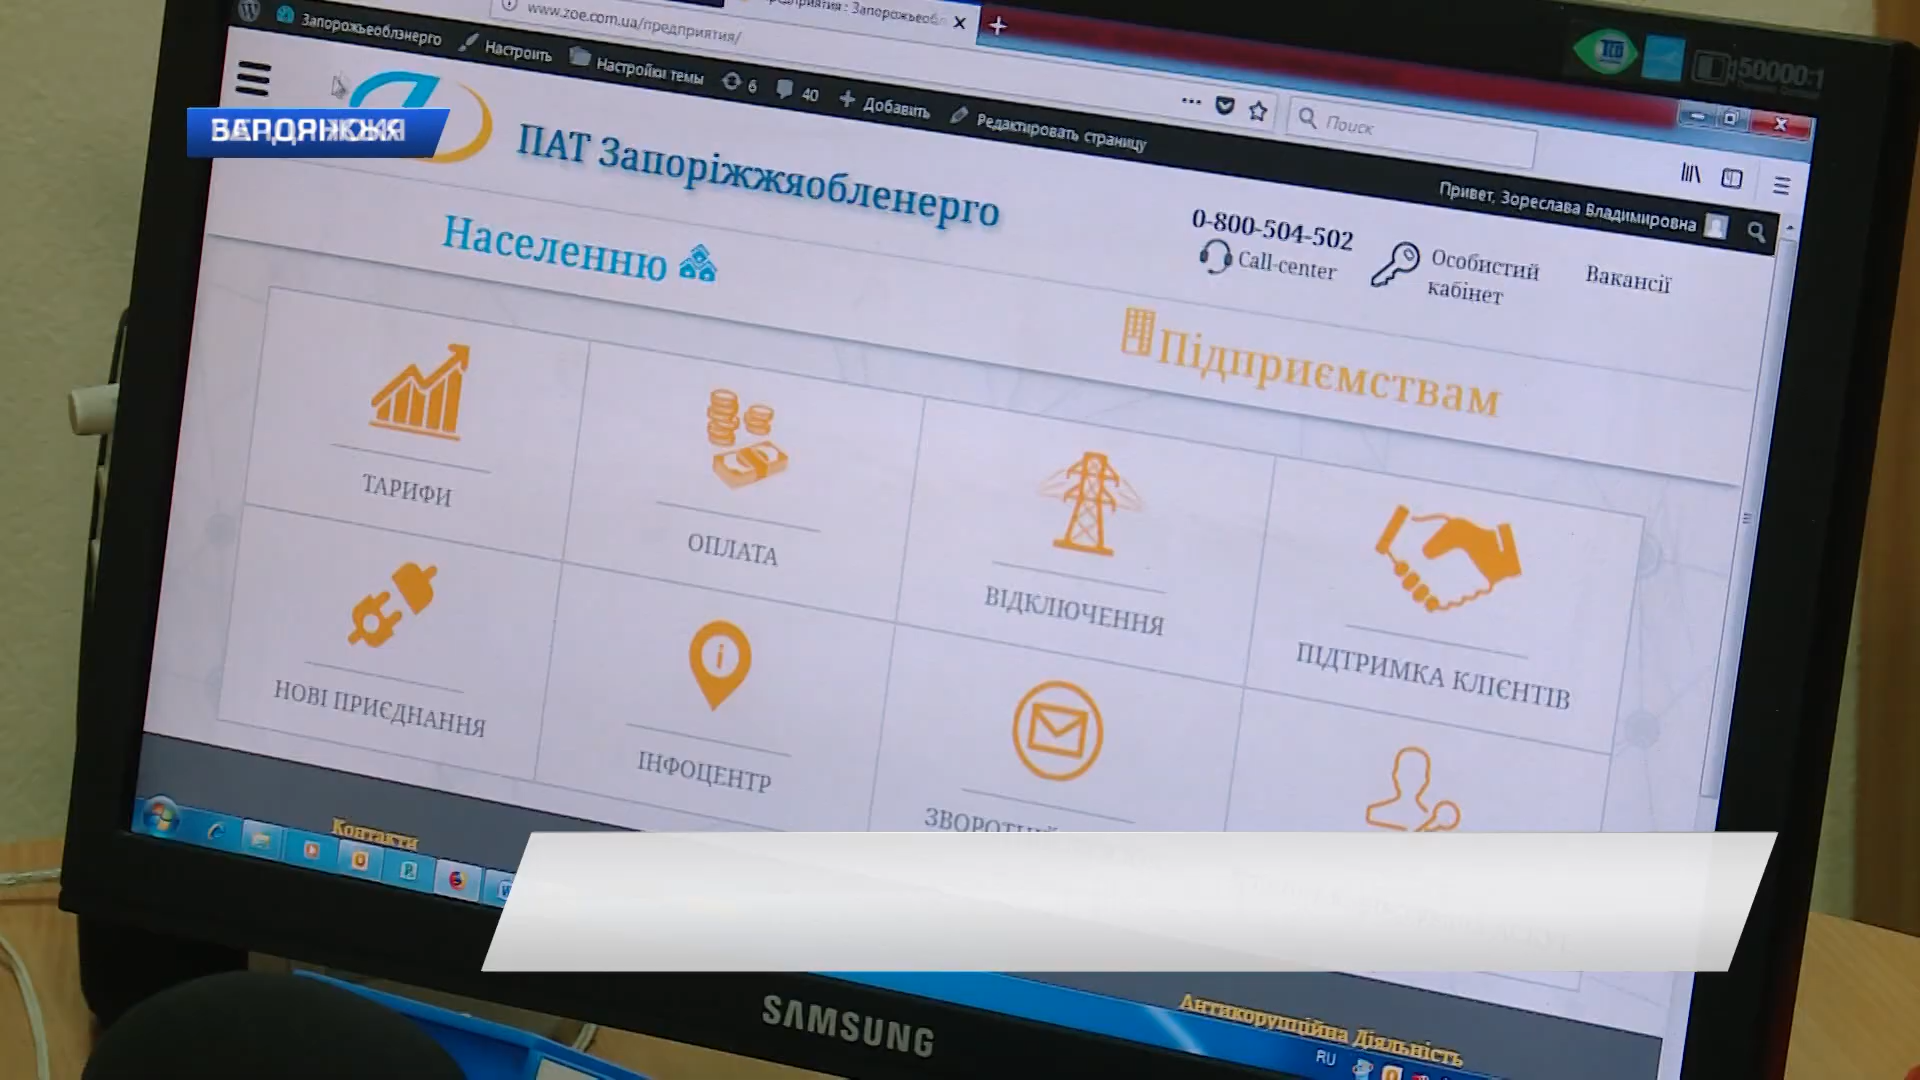 www.zoe.com.ua/предприятия/
Запорожьеоблэнерго
Настроить
Настройки темы
6
40
Добавить
Редактировать страницу
Поиск
Привет, Зореслава Владимировна
50000:1
ПАТ Запоріжжяобленерго
0-800-504-502
Call-center
Особистий
кабінет
Вакансії
Населенню
Підприємствам
ТАРИФИ
ОПЛАТА
ВІДКЛЮЧЕННЯ
ПІДТРИМКА КЛІЄНТІВ
НОВІ ПРИЄДНАННЯ
ІНФОЦЕНТР
Контакти
Антикорупційна Діяльність
RU
SAMSUNG